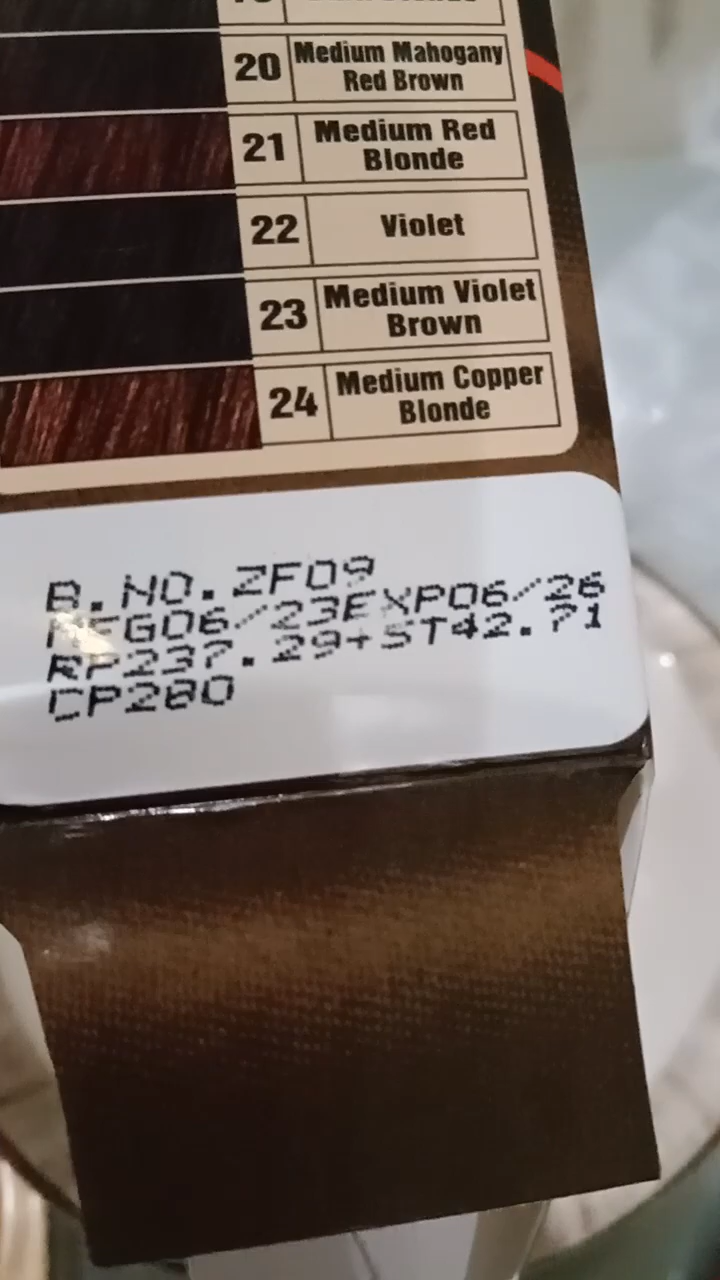 20 Medium Mahogany
Red Brown
21 Medium Red
Blonde
22 Violet
23 Medium Violet
Brown
24 Medium Copper
Blonde
B.NO.ZF09
MFG06/23EXP06/26
RP237.29+ST42.71
CP280